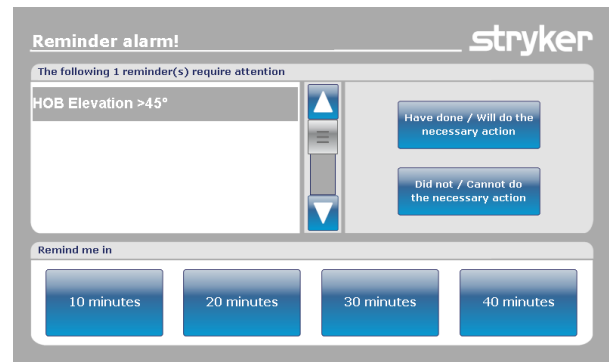 Reminder alarm!
stryker
The following 1 reminder(s) require attention
HOB Elevation >45°
Have done / Will do the
necessary action
Did not / Cannot do
the necessary action
Remind me in
10 minutes
20 minutes
30 minutes
40 minutes